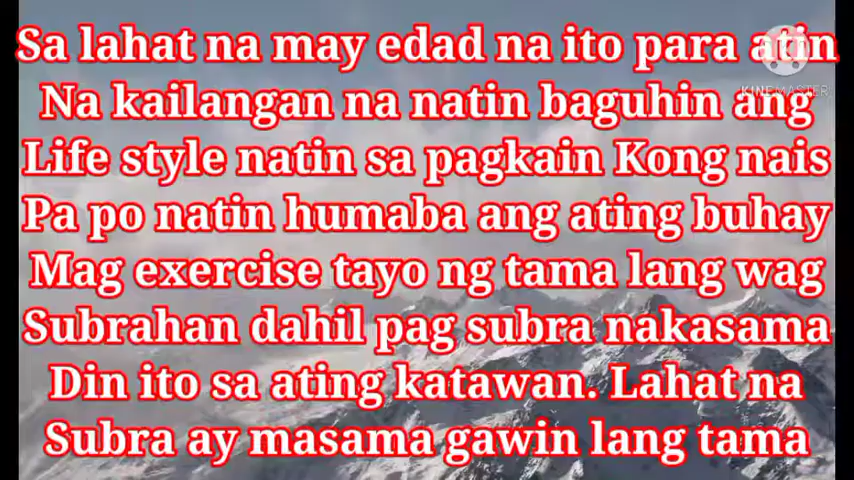 Sa lahat na may edad na ito para atin
KINEMASTER
Na kailangan na natin baguhin ang
Life style natin sa pagkain Kong nais
Pa po natin humaba ang ating buhay
Mag exercise tayo ng tama lang wag
Subrahan dahil pag subra nakasama
Din ito sa ating katawan. Lahat na
Subra ay masama gawin lang tama